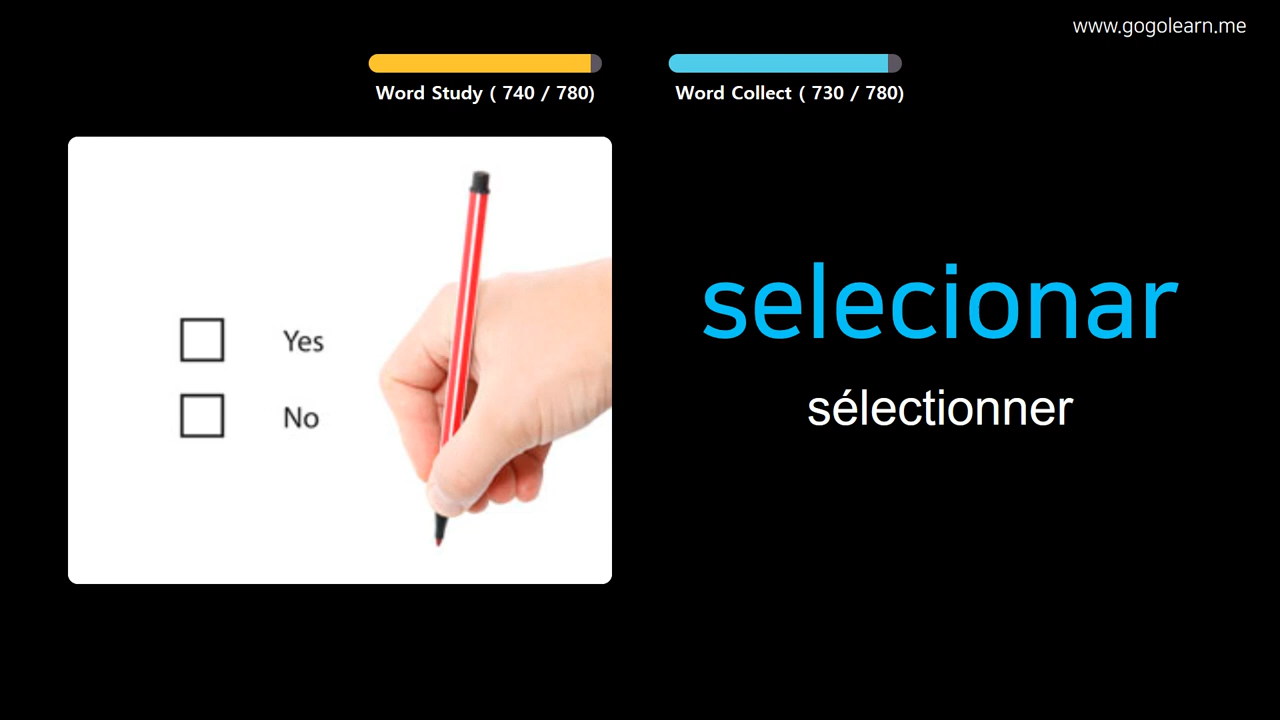 www.gogolearn.me
Word Study ( 740 / 780)
Word Collect ( 730 / 780)
Yes
No
selecionar
sélectionner